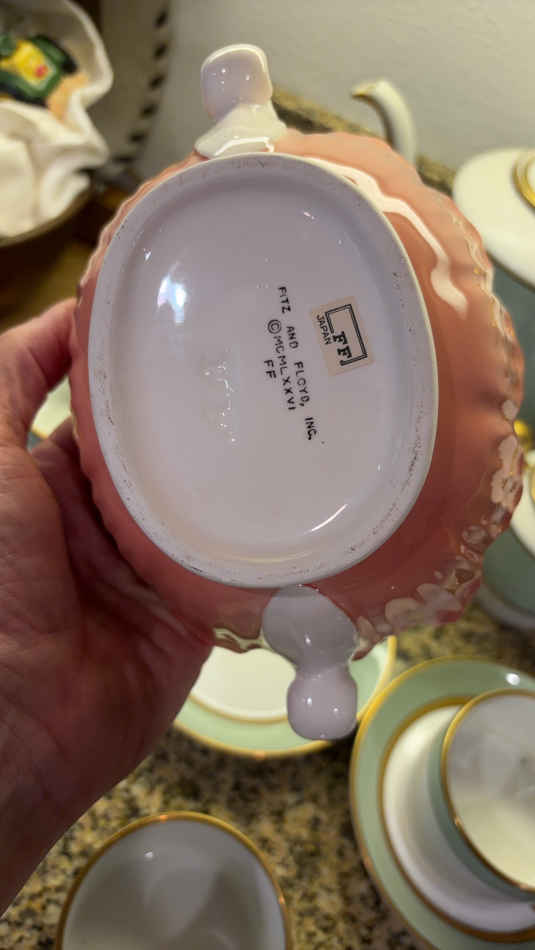 FITZ AND FLOYD, INC.
©MCMLXXVI
FF
FF
JAPAN